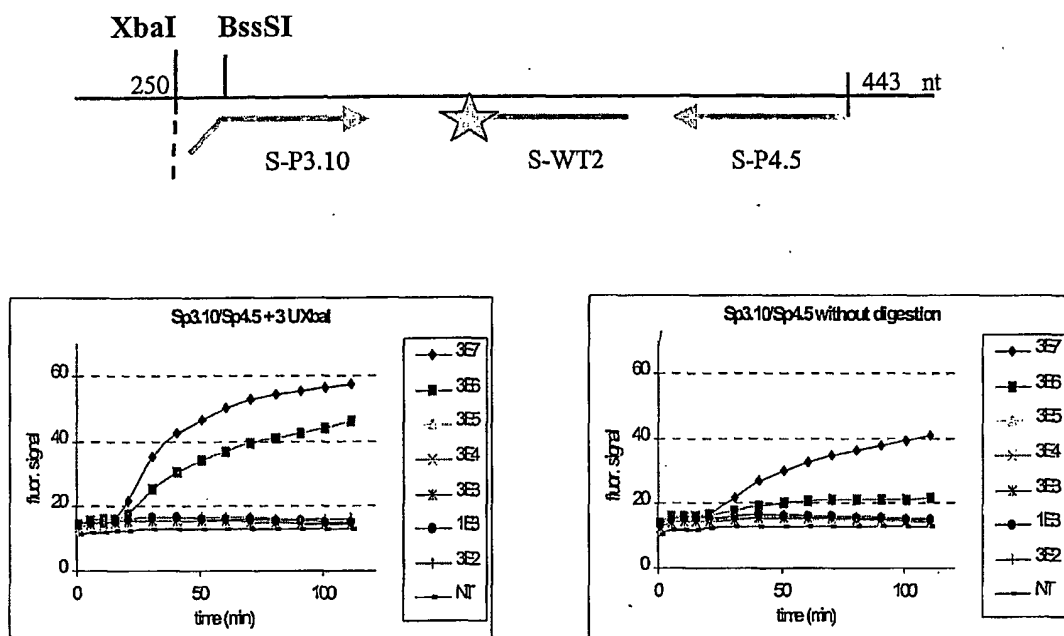 XbaI BssSI
250 443 nt
S-P3.10 S-WT2 S-P4.5
Sp3.10/Sp4.5 + 3 UXbaI
fluor. signal
60
40
20
0
0 50 100
time (min)
3E7
3E6
3E5
3E4
3E3
1E3
3E2
NT
Sp3.10/Sp4.5 without digestion
fluor. signal
60
40
20
0
0 50 100
time (min)
3E7
3E6
3E5
3E4
3E3
1E3
3E2
NT